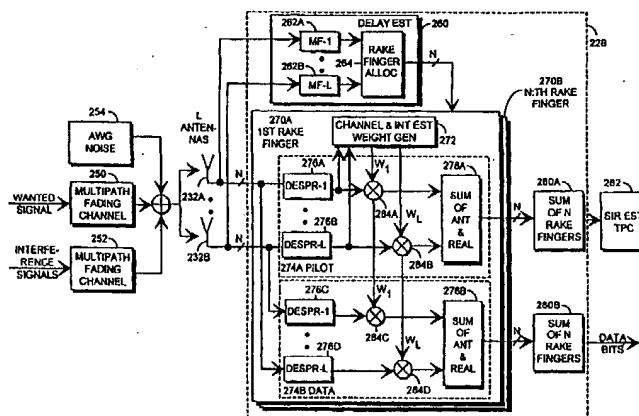 262A
DELAY EST
260
MF-1
262B
264
RAKE
FINGER
ALLOC
N
MF-L
22B
270B
N:TH RAKE
FINGER
254
L
ANTEN-
NAS
AWG
NOISE
270A
1ST RAKE
FINGER
CHANNEL & INT EST
WEIGHT GEN
272
276A
W1
WL
278A
250
N
DESPR-1
284A
SUM
OF
ANT
&
REAL
280A
282
WANTED
SIGNAL
MULTIPATH
FADING
CHANNEL
232A
276B
N
SUM
OF N
RAKE
FINGERS
SIR EST
TPC
252
N
DESPR-L
284B
INTERFE-
RENCE
SIGNALS
MULTIPATH
FADING
CHANNEL
232B
274A PILOT
276C
W1
278B
280B
DESPR-1
284C
WL
SUM
OF
ANT
&
REAL
N
SUM
OF N
RAKE
FINGERS
DATA
BITS
276D
DESPR-L
284D
274B DATA